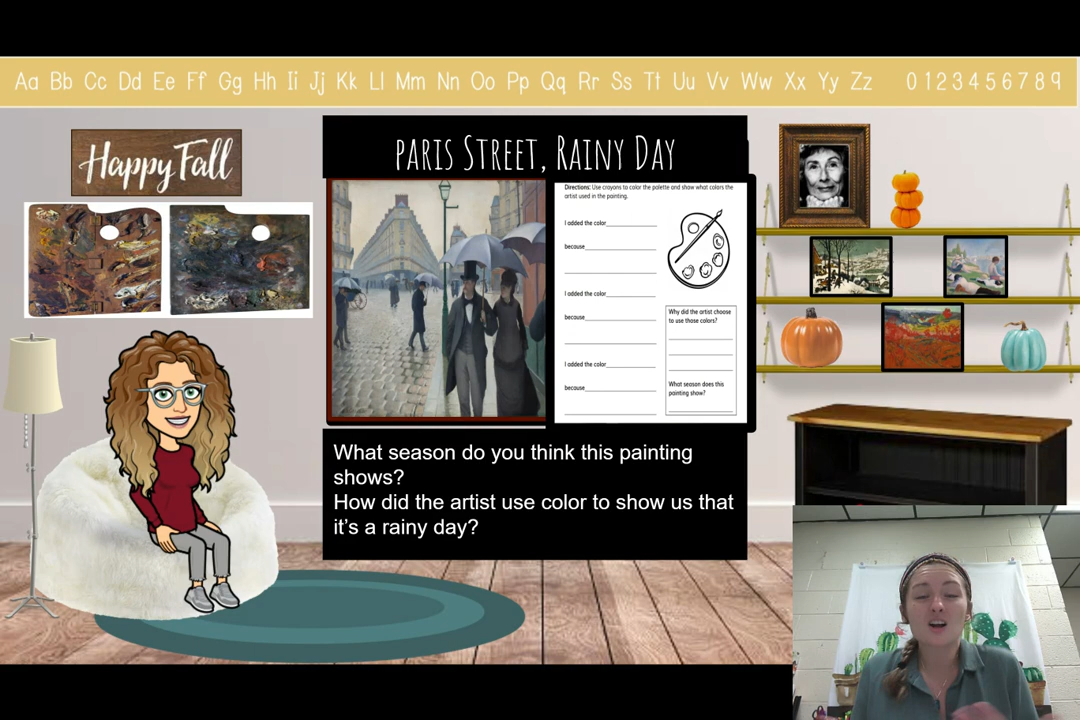 Aa Bb Cc Dd Ee Ff Gg Hh Ii Jj Kk Ll Mm Nn Oo Pp Qq Rr Ss Tt Uu Vv Ww Xx Yy Zz 0 1 2 3 4 5 6 7 8 9
Happy Fall
PARIS STREET, RAINY DAY
Directions: Use crayons to color the palette and show what colors the
artist used in the painting.
I added the color
because
I added the color
because
I added the color
because
Why did the artist choose
to use those colors?
What season does this
painting show?
What season do you think this painting
shows?
How did the artist use color to show us that
it's a rainy day?